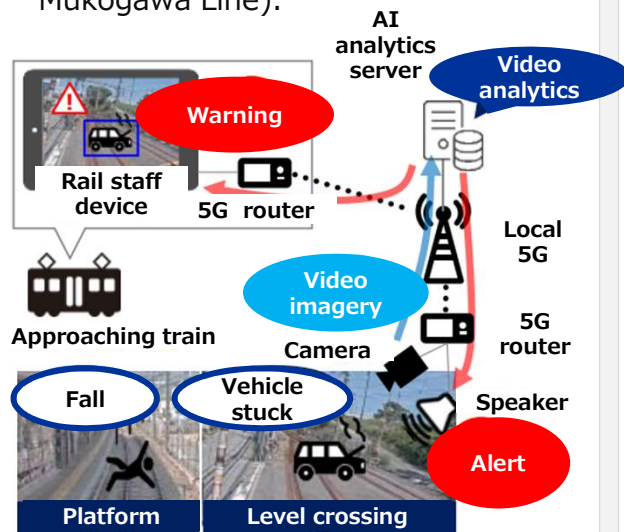 Mukogawa Line).
AI
analytics
server
Video
analytics
Warning
Rail staff
device
5G router
Local
5G
Video
imagery
5G
router
Approaching train
Camera
Fall
Vehicle
stuck
Speaker
Alert
Platform
Level crossing